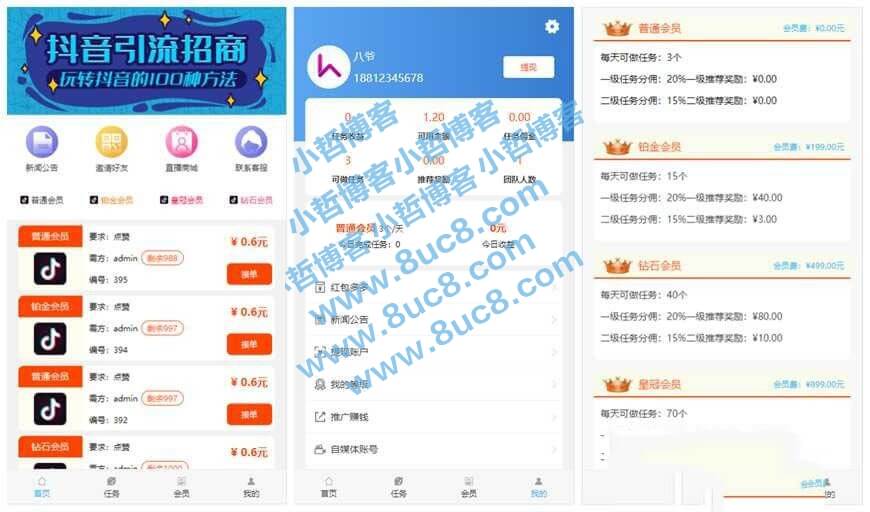 抖音引流招商
玩转抖音的100种方法
新闻公告
邀请好友
直播商城
联系客服
普通会员
铂金会员
皇冠会员
钻石会员
普通会员
要求：点赞
需方：admin
剩余988
编号：395
¥ 0.6元
接单
铂金会员
要求：点赞
需方：admin
剩余997
编号：394
¥ 0.6元
接单
普通会员
要求：点赞
需方：admin
剩余997
编号：392
¥ 0.6元
接单
钻石会员
要求：点赞
需方：admin
剩余1000
¥ 0.6元
首页
任务
会员
我的
八爷
18812345678
提现
0
任务收益
1.20
可用金额
0.00
任务佣金
3
可做任务
0.00
推荐奖励
1
团队人数
普通会员 3个/天
今日完成任务：0
0元
今日收益
红包多多
新闻公告
提现账户
我的等级
推广赚钱
自媒体账号
首页
任务
会员
我的
小哲博客
小哲博客小哲博客
小哲博客小哲博客
小哲博客
www.8uc8.com
www.8uc8.com
www.8uc8.com
普通会员
会员费：¥0.00元
每天可做任务：3个
一级任务分佣：20%一级推荐奖励：¥0.00
二级任务分佣：15%二级推荐奖励：¥0.00
铂金会员
会员费：¥199.00元
每天可做任务：15个
一级任务分佣：20%一级推荐奖励：¥40.00
二级任务分佣：15%二级推荐奖励：¥3.00
钻石会员
会员费：¥499.00元
每天可做任务：40个
一级任务分佣：20%一级推荐奖励：¥80.00
二级任务分佣：15%二级推荐奖励：¥10.00
皇冠会员
会员费：¥899.00元
每天可做任务：70个
我的